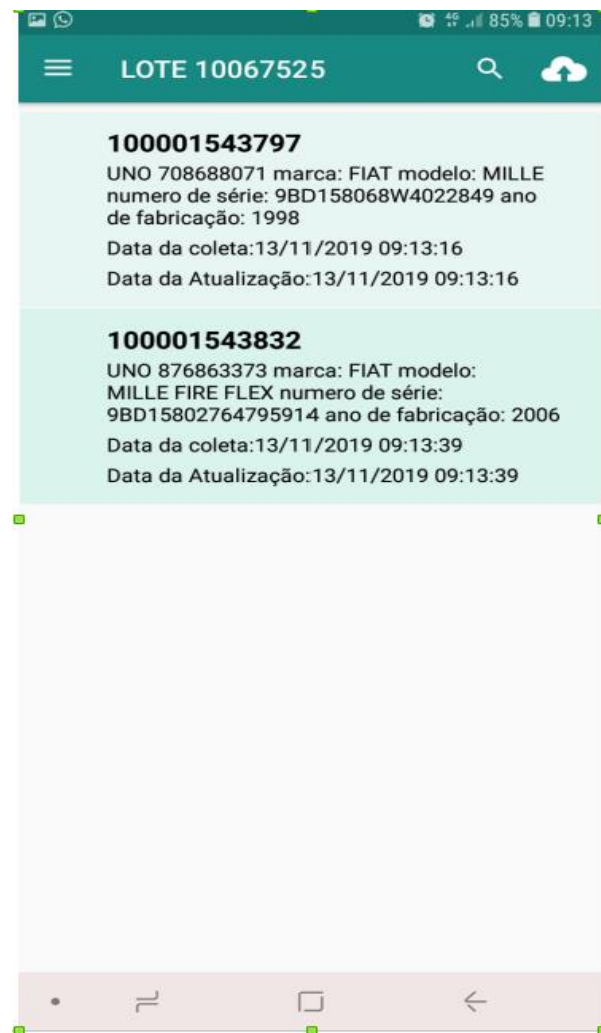 4G 85% 09:13
LOTE 10067525
100001543797
UNO 708688071 marca: FIAT modelo: MILLE
numero de série: 9BD158068W4022849 ano
de fabricação: 1998
Data da coleta:13/11/2019 09:13:16
Data da Atualização:13/11/2019 09:13:16
100001543832
UNO 876863373 marca: FIAT modelo:
MILLE FIRE FLEX numero de série:
9BD15802764795914 ano de fabricação: 2006
Data da coleta:13/11/2019 09:13:39
Data da Atualização:13/11/2019 09:13:39